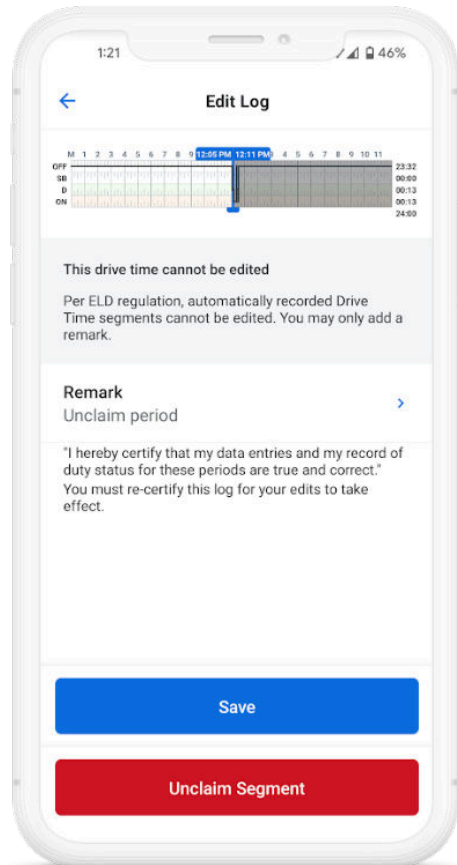 1:21 46%
Edit Log
M 1 2 3 4 5 6 7 8 9 12:05 PM 12:11 PM 4 5 6 7 8 9 10 11
OFF 23:32
SB 00:00
D 00:13
ON 00:13
24:00
This drive time cannot be edited
Per ELD regulation, automatically recorded Drive
Time segments cannot be edited. You may only add a
remark.
Remark
Unclaim period
"I hereby certify that my data entries and my record of
duty status for these periods are true and correct."
You must re-certify this log for your edits to take
effect.
Save
Unclaim Segment